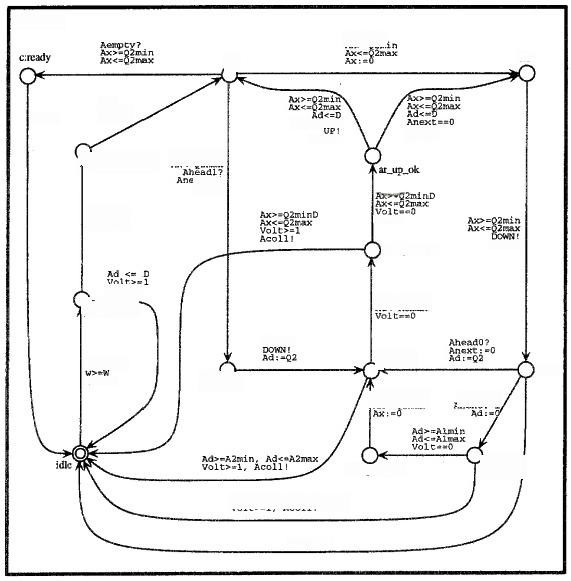 c:ready
Aempty?
Ax>=Q2min
Ax<=Q2max
Ax<=Q2max
Ax:=0
Ax>=Q2min
Ax<=Q2max
Ad<=D
UP!
Ax>=Q2min
Ax<=Q2max
Ad<=D
Anext==0
ar_up_ok
Ahead1?
Ane
Ax>=Q2minD
Ax<=Q2max
Volt==0
Ax>=Q2minD
Ax<=Q2max
Volt>=1
Acoll!
Ax>=Q2min
Ax<=Q2max
DOWN!
Ad <= D
Volt>=1
Volt==0
W>=W
DOWN!
Ad:=Q2
Ahead0?
Anext:=0
Ad:=Q2
Ax:=0
Ad:=0
Ad>=A1min
Ad<=A1max
Volt==0
idle
Ad>=A2min, Ad<=A2max
Volt>=1, Acoll!